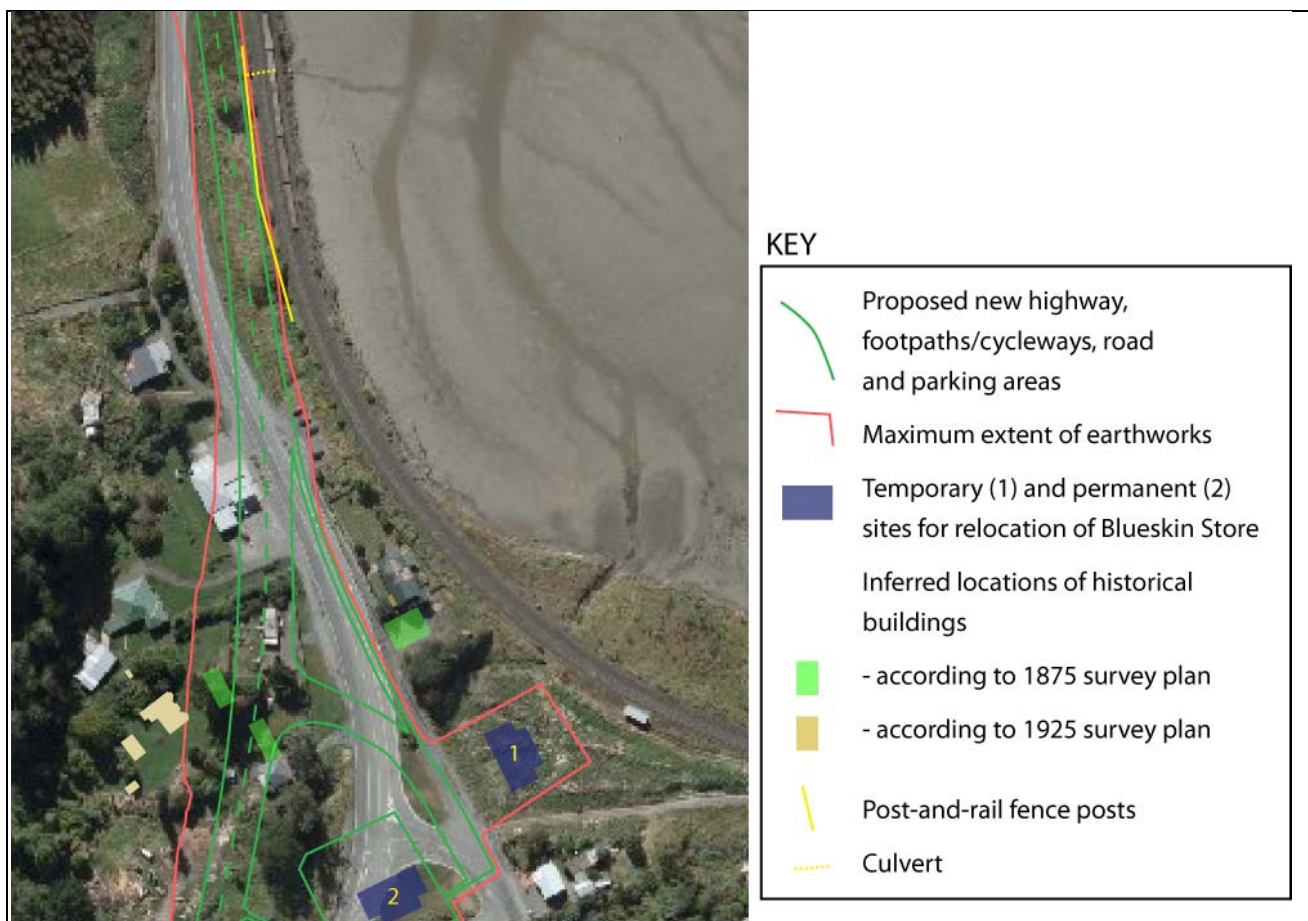 KEY
Proposed new highway,
footpaths/cycleways, road
and parking areas
Maximum extent of earthworks
Temporary (1) and permanent (2)
sites for relocation of Blueskin Store
Inferred locations of historical
buildings
- according to 1875 survey plan
- according to 1925 survey plan
Post-and-rail fence posts
Culvert
1
2